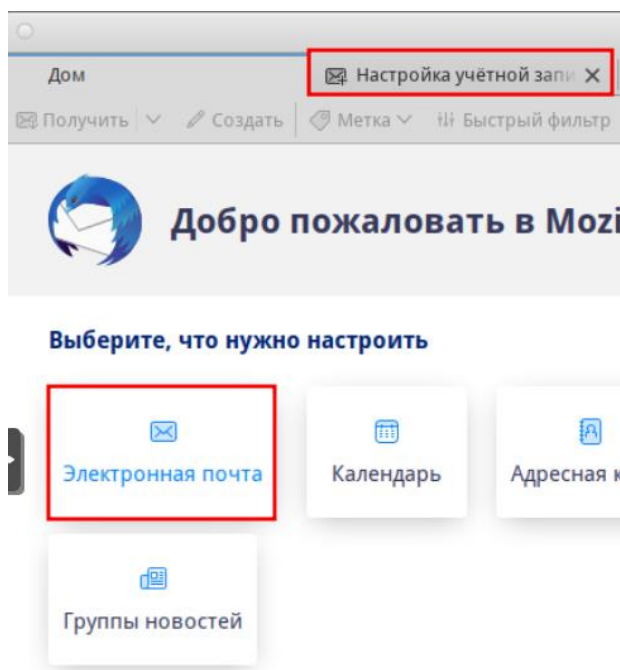 Дом
Настройка учётной запи
Получить
Создать
Метка
Быстрый фильтр
Добро пожаловать в Mozi
Выберите, что нужно настроить
Электронная почта
Календарь
Адресная к
Группы новостей